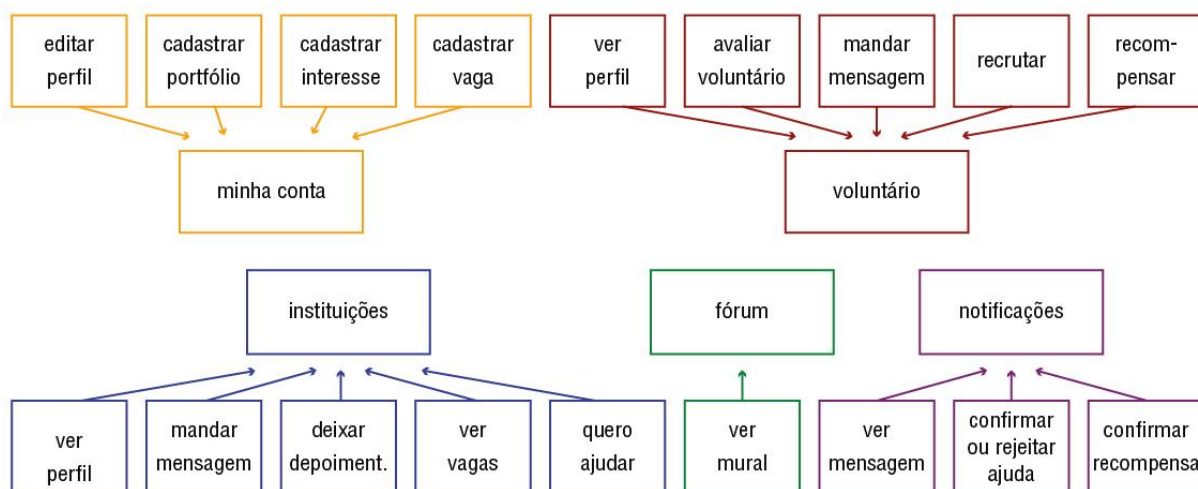 editar
perfil
cadastrar
portfólio
cadastrar
interesse
cadastrar
vaga
minha conta
ver
perfil
avaliar
voluntário
mandar
mensagem
recrutar
recom-
pensar
voluntário
instituições
ver
perfil
mandar
mensagem
deixar
depoiment.
ver
vagas
quero
ajudar
fórum
ver
mural
notificações
ver
mensagem
confirmar
ou rejeitar
ajuda
confirmar
recompensa